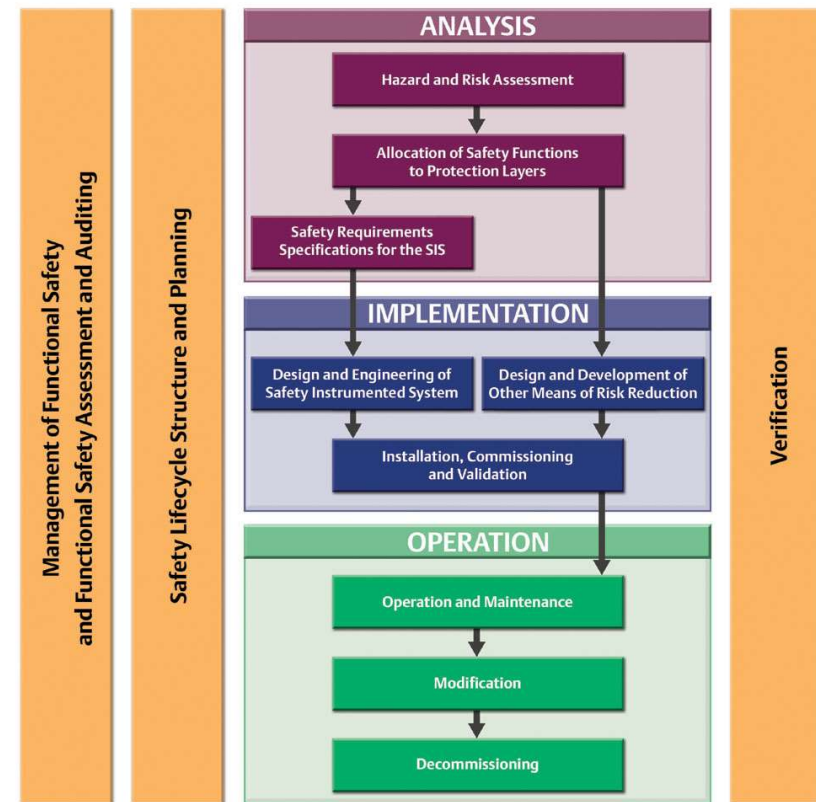 Management of Functional Safety
and Functional Safety Assessment and Auditing
Safety Lifecycle Structure and Planning
ANALYSIS
Hazard and Risk Assessment
Allocation of Safety Functions
to Protection Layers
Safety Requirements
Specifications for the SIS
IMPLEMENTATION
Design and Engineering of
Safety Instrumented System
Design and Development of
Other Means of Risk Reduction
Installation, Commissioning
and Validation
OPERATION
Operation and Maintenance
Modification
Decommissioning
Verification